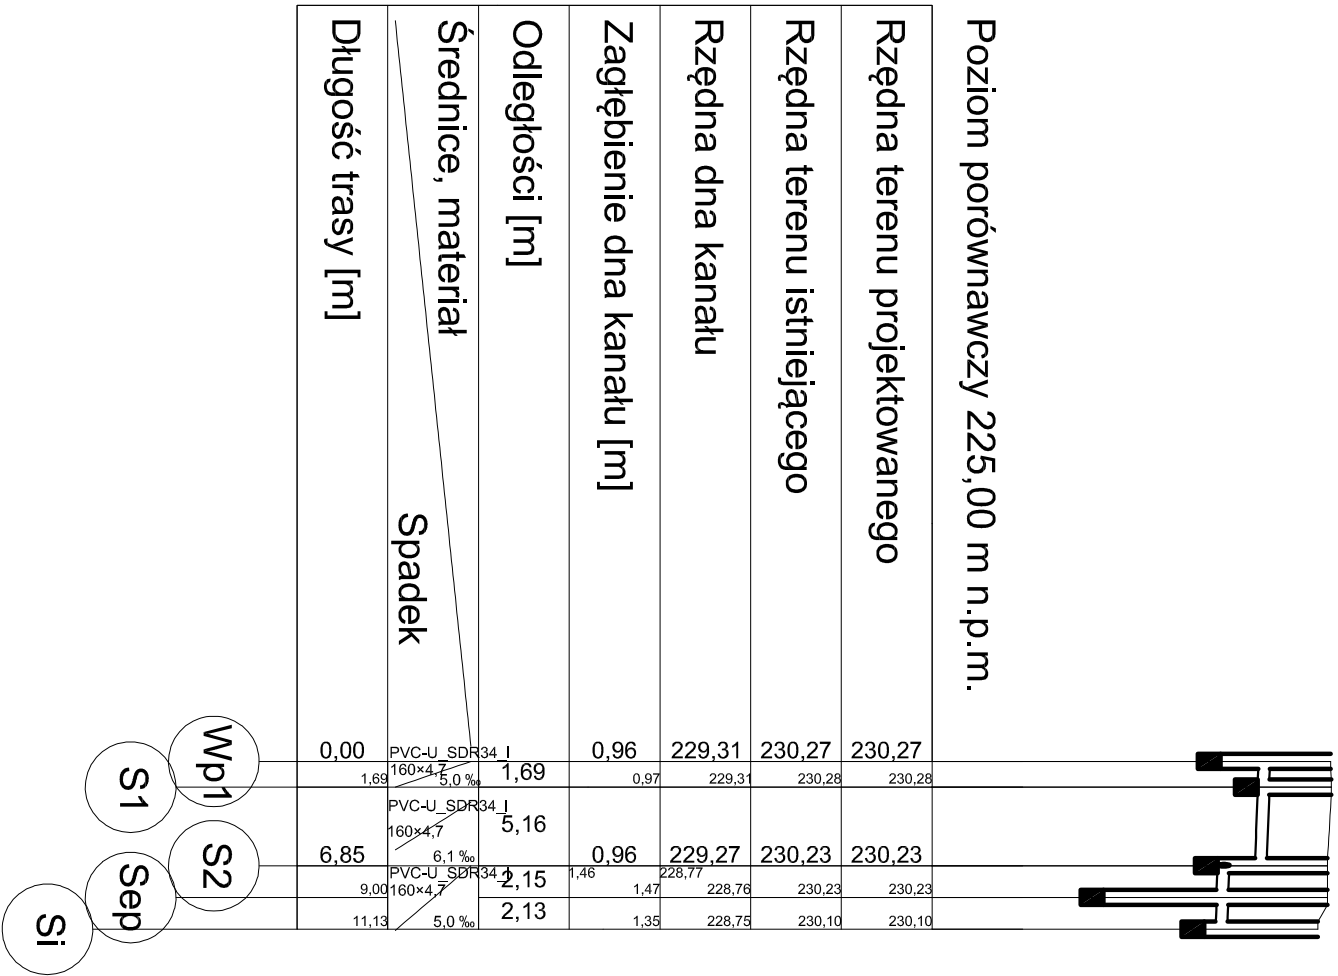 Poziom porównawczy 225,00 m n.p.m.
Rzędna terenu projektowanego
230,27
230,28
230,23
230,23
230,10
Rzędna terenu istniejącego
230,27
230,28
230,23
230,23
230,10
Rzędna dna kanału
229,31
229,31
229,27
228,77
228,76
228,75
Zagłębienie dna kanału [m]
0,96
0,97
0,96
1,46
1,47
1,35
Odległości [m]
1,69
5,16
2,15
2,13
Średnice, materiał
Spadek
PVC-U_SDR34_I
160×4,7
5,0 ‰
PVC-U_SDR34_I
160×4,7
6,1 ‰
PVC-U_SDR34_I
160×4,7
5,0 ‰
Długość trasy [m]
0,00
1,69
6,85
9,00
11,13
Wp1
S1
S2
Sep
Si